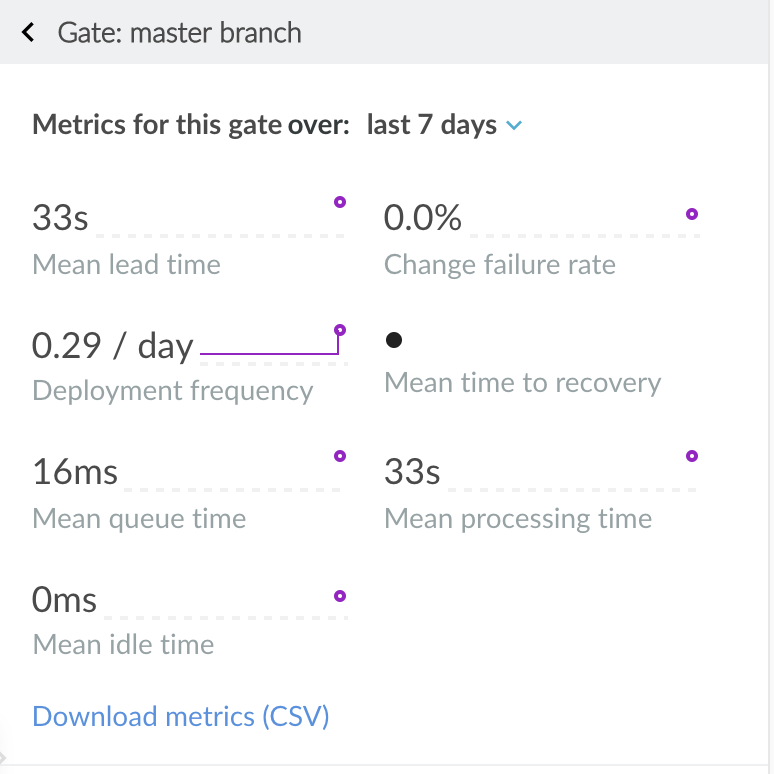 Gate: master branch
Metrics for this gate over: last 7 days
33s
Mean lead time
0.0%
Change failure rate
0.29 / day
Deployment frequency
Mean time to recovery
16ms
Mean queue time
33s
Mean processing time
0ms
Mean idle time
Download metrics (CSV)